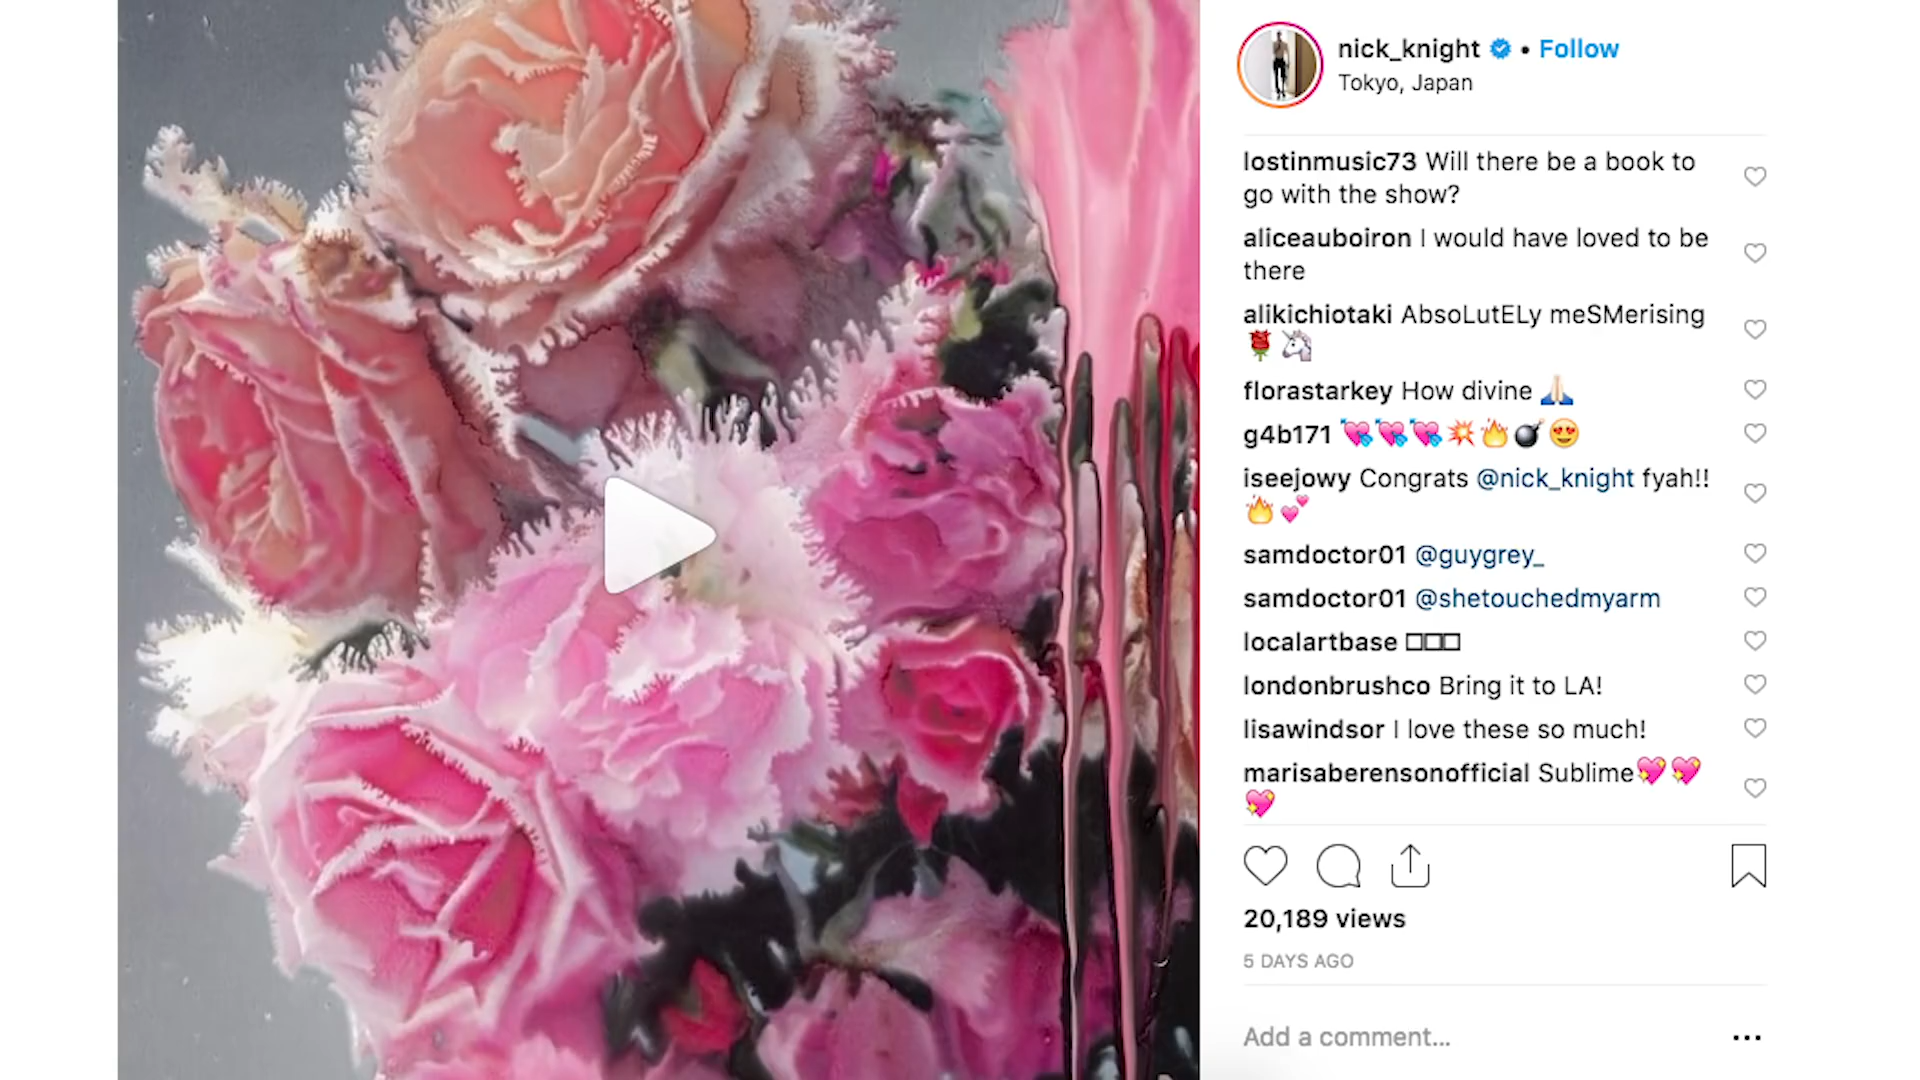 nick_knight • Follow
Tokyo, Japan
lostinmusic73 Will there be a book to
go with the show?
aliceauboiron I would have loved to be
there
alikichiotaki AbsoLutELy meSMerising
🌹🦄
florastarkey How divine 🙏🏻
g4b171 💘💘💘💥🔥💣😍
iseejowy Congrats @nick_knight fyah!!
🔥💕
samdoctor01 @guygrey_
samdoctor01 @shetouchedmyarm
localartbase □□□
londonbrushco Bring it to LA!
lisawindsor I love these so much!
marisaberensonofficial Sublime💖💖
💖
20,189 views
5 DAYS AGO
Add a comment...